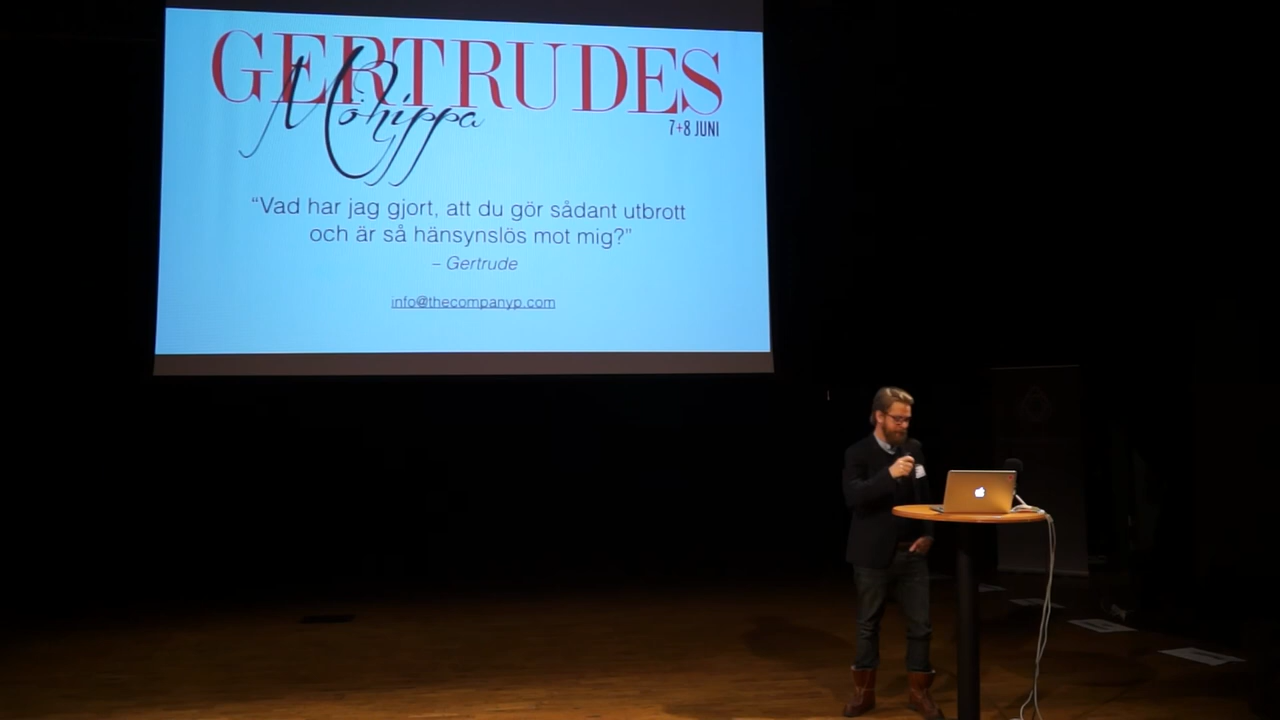 GERTRUDES
Möhippa
7+8 JUNI
“Vad har jag gjort, att du gör sådant utbrott
och är så hänsynslös mot mig?”
– Gertrude
info@thecompanyp.com